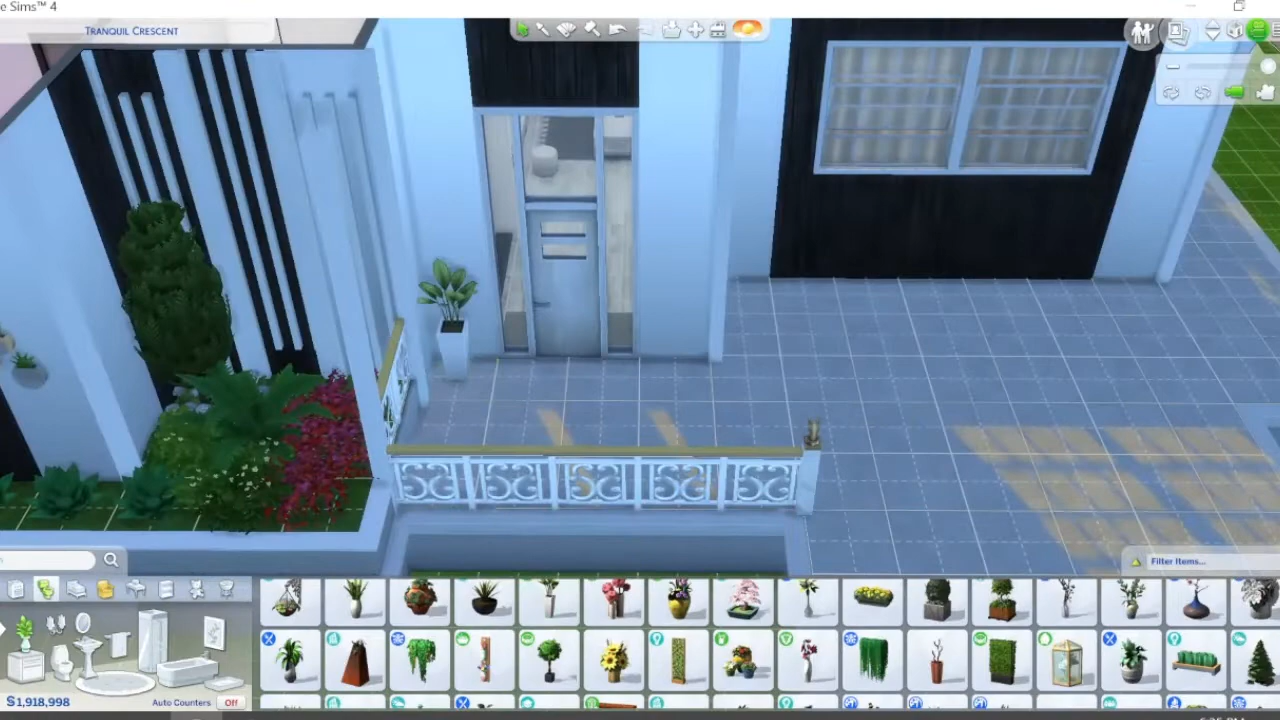 e Sims™ 4
TRANQUIL CRESCENT
Filter Items...
§1,918,998
Auto Counters
Off